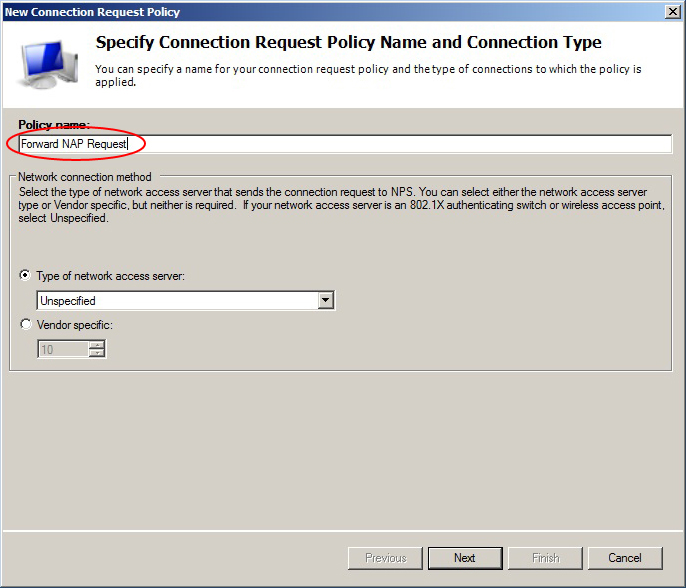 New Connection Request Policy
Specify Connection Request Policy Name and Connection Type
You can specify a name for your connection request policy and the type of connections to which the policy is
applied.
Policy name:
Forward NAP Request
Network connection method
Select the type of network access server that sends the connection request to NPS. You can select either the network access server
type or Vendor specific, but neither is required.  If your network access server is an 802.1X authenticating switch or wireless access point,
select Unspecified.
Type of network access server:
Unspecified
Vendor specific:
10
Previous Next Finish Cancel